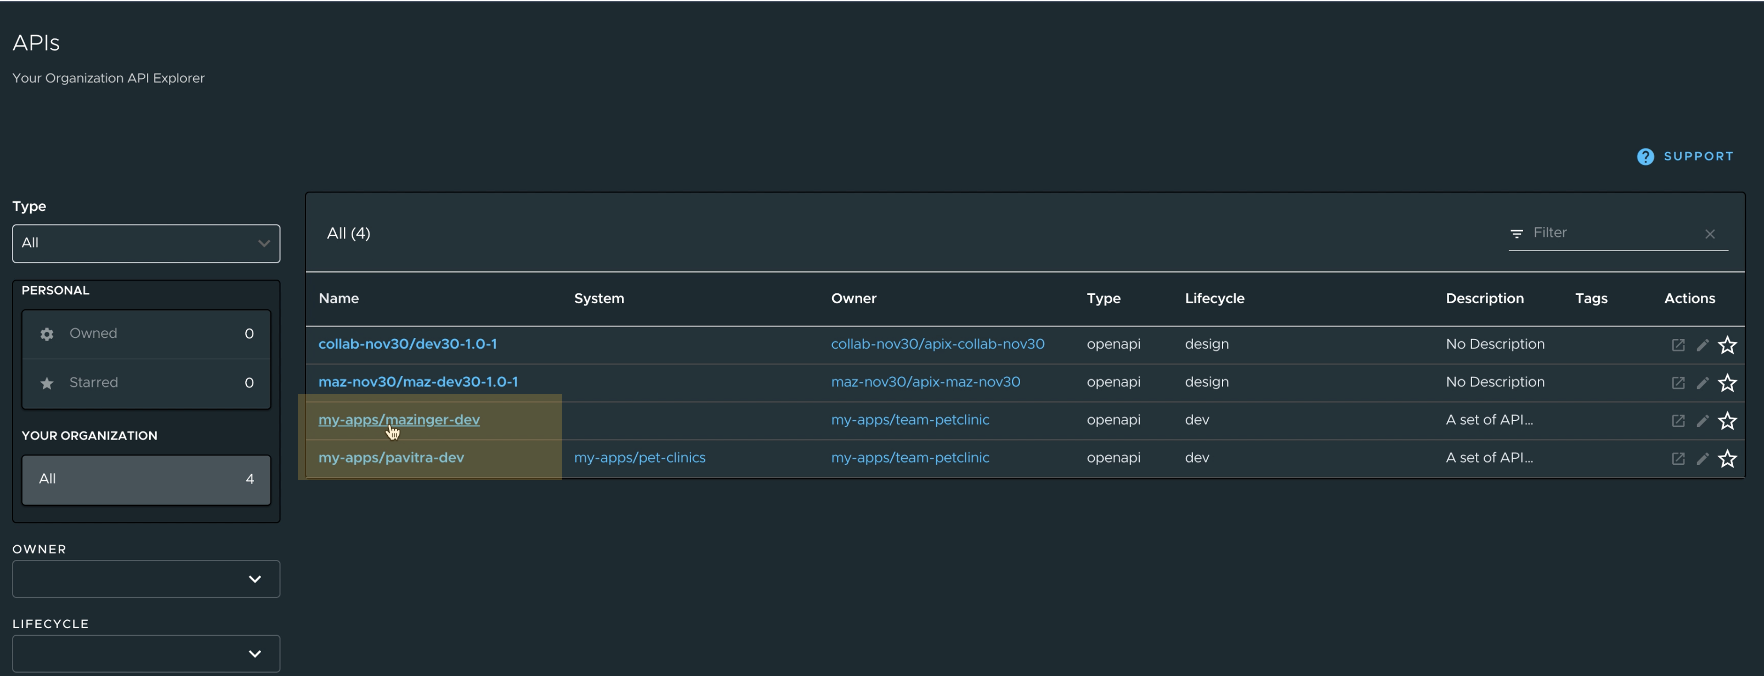 APIs
Your Organization API Explorer
SUPPORT
Type
All
PERSONAL
Owned 0
Starred 0
YOUR ORGANIZATION
All 4
OWNER
LIFECYCLE
All (4)
Filter
Name System Owner Type Lifecycle Description Tags Actions
collab-nov30/dev30-1.0-1 collab-nov30/apix-collab-nov30 openapi design No Description
maz-nov30/maz-dev30-1.0-1 maz-nov30/apix-maz-nov30 openapi design No Description
my-apps/mazinger-dev my-apps/team-petclinic openapi dev A set of API...
my-apps/pavitra-dev my-apps/pet-clinics my-apps/team-petclinic openapi dev A set of API...